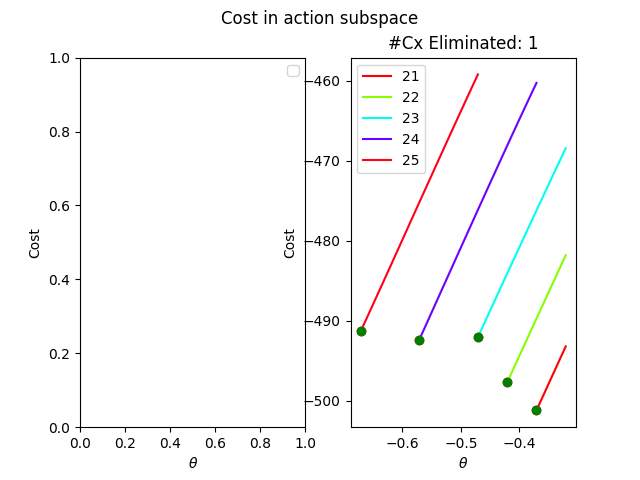 Cost in action subspace
#Cx Eliminated: 1
1.0
0.8
0.6
0.4
0.2
0.0
Cost
0.0 0.2 0.4 0.6 0.8 1.0
θ
−460
−470
−480
−490
−500
Cost
21
22
23
24
25
−0.6 −0.5 −0.4
θ